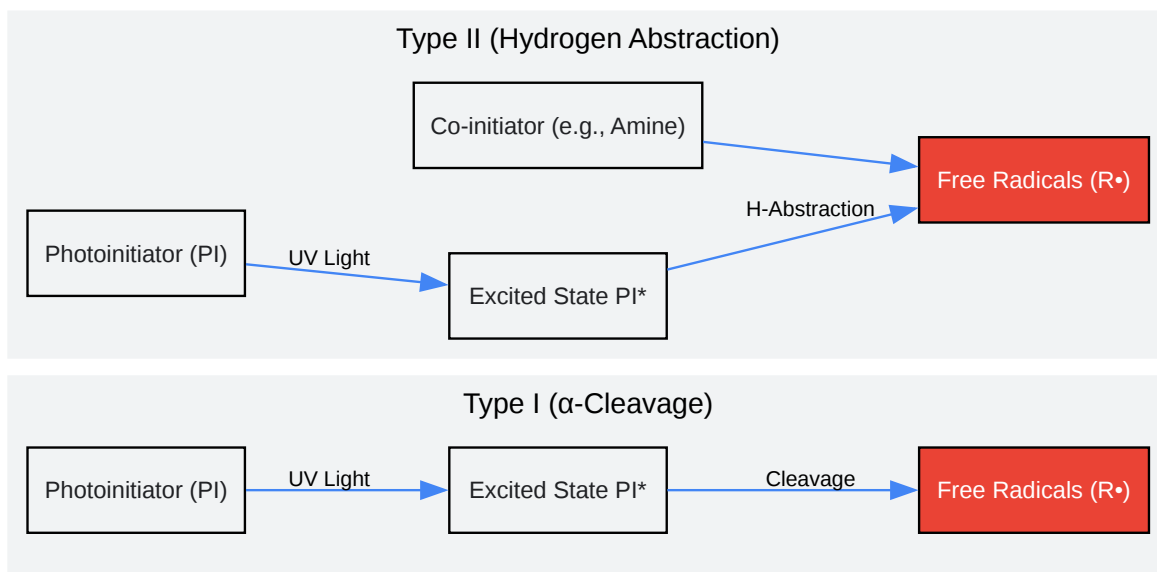 Type II (Hydrogen Abstraction)
Co-initiator (e.g., Amine)
Free Radicals (R•)
H-Abstraction
Photoinitiator (PI)
UV Light
Excited State PI*
Type I (α-Cleavage)
Photoinitiator (PI)
UV Light
Excited State PI*
Cleavage
Free Radicals (R•)